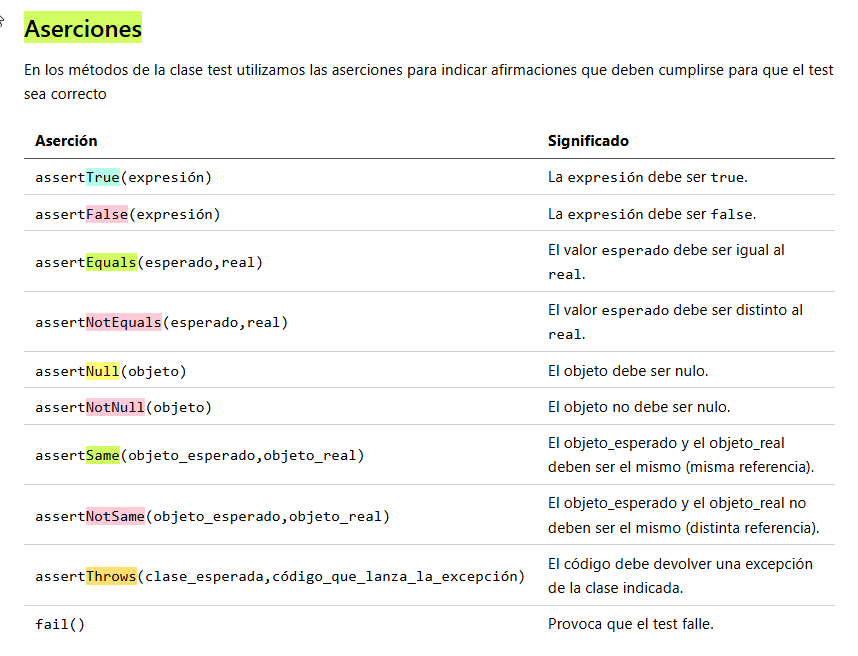 Aserciones
En los métodos de la clase test utilizamos las aserciones para indicar afirmaciones que deben cumplirse para que el test
sea correcto
Aserción Significado
assertTrue(expresión) La expresión debe ser true.
assertFalse(expresión) La expresión debe ser false.
assertEquals(esperado,real) El valor esperado debe ser igual al
real.
assertNotEquals(esperado,real) El valor esperado debe ser distinto al
real.
assertNull(objeto) El objeto debe ser nulo.
assertNotNull(objeto) El objeto no debe ser nulo.
assertSame(objeto_esperado,objeto_real) El objeto_esperado y el objeto_real
deben ser el mismo (misma referencia).
assertNotSame(objeto_esperado,objeto_real) El objeto_esperado y el objeto_real no
deben ser el mismo (distinta referencia).
assertThrows(clase_esperada,código_que_lanza_la_excepción) El código debe devolver una excepción
de la clase indicada.
fail() Provoca que el test falle.